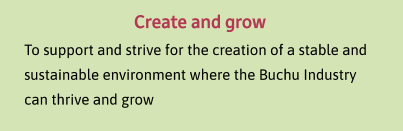 Create and grow
To support and strive for the creation of a stable and
sustainable environment where the Buchu Industry
can thrive and grow